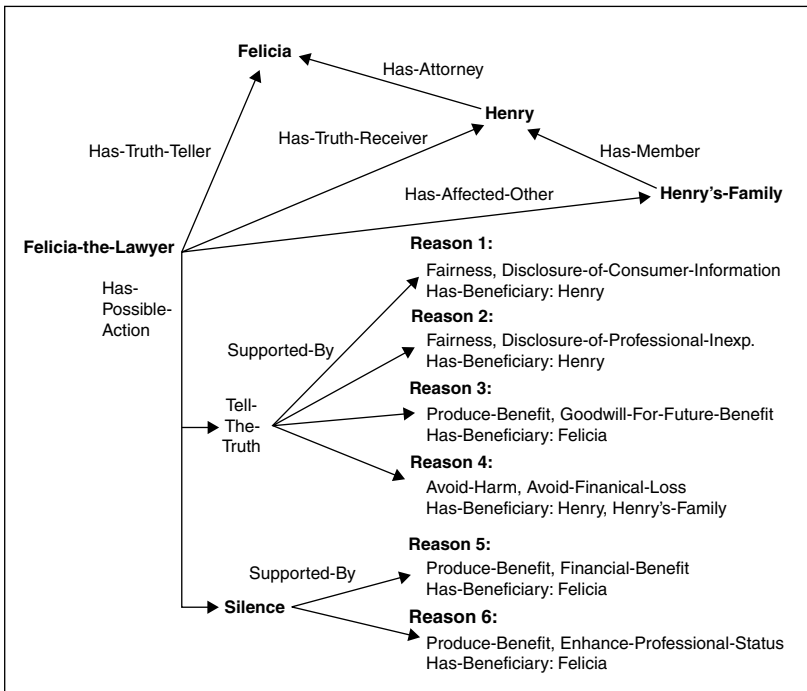 Felicia
Has-Attorney
Henry
Has-Truth-Teller
Has-Truth-Receiver
Has-Member
Has-Affected-Other
Henry's-Family
Felicia-the-Lawyer
Has-
Possible-
Action
Reason 1:
Fairness, Disclosure-of-Consumer-Information
Has-Beneficiary: Henry
Reason 2:
Fairness, Disclosure-of-Professional-Inexp.
Has-Beneficiary: Henry
Supported-By
Tell-
The-
Truth
Reason 3:
Produce-Benefit, Goodwill-For-Future-Benefit
Has-Beneficiary: Felicia
Reason 4:
Avoid-Harm, Avoid-Finanical-Loss
Has-Beneficiary: Henry, Henry's-Family
Reason 5:
Supported-By
Produce-Benefit, Financial-Benefit
Has-Beneficiary: Felicia
Silence
Reason 6:
Produce-Benefit, Enhance-Professional-Status
Has-Beneficiary: Felicia